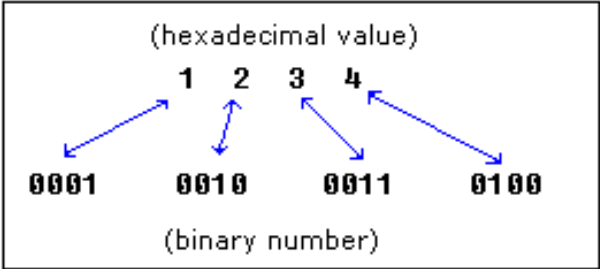 (hexadecimal value)
1 2 3 4
0001 0010 0011 0100
(binary number)